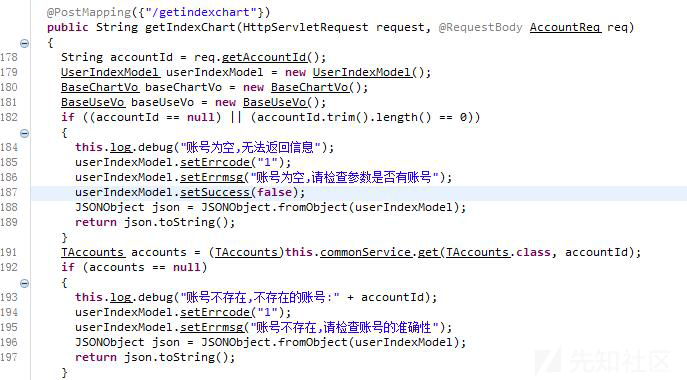 @PostMapping({"/getindexchart"})
public String getIndexChart(HttpServletRequest request, @RequestBody AccountReq req)
{
178 String accountId = req.getAccountId();
179 UserIndexModel userIndexModel = new UserIndexModel();
180 BaseChartVo baseChartVo = new BaseChartVo();
181 BaseUseVo baseUseVo = new BaseUseVo();
182 if ((accountId == null) || (accountId.trim().length() == 0))
{
184 this.log.debug("账号为空,无法返回信息");
185 userIndexModel.setErrcode("1");
186 userIndexModel.setErrmsg("账号为空,请检查参数是否有账号");
187 userIndexModel.setSuccess(false);
188 JSONObject json = JSONObject.fromObject(userIndexModel);
189 return json.toString();
}
191 TAccounts accounts = (TAccounts)this.commonService.get(TAccounts.class, accountId);
192 if (accounts == null)
{
193 this.log.debug("账号不存在,不存在的账号:" + accountId);
194 userIndexModel.setErrcode("1");
195 userIndexModel.setErrmsg("账号不存在,请检查账号的准确性");
196 JSONObject json = JSONObject.fromObject(userIndexModel);
197 return json.toString();
}
先知社区